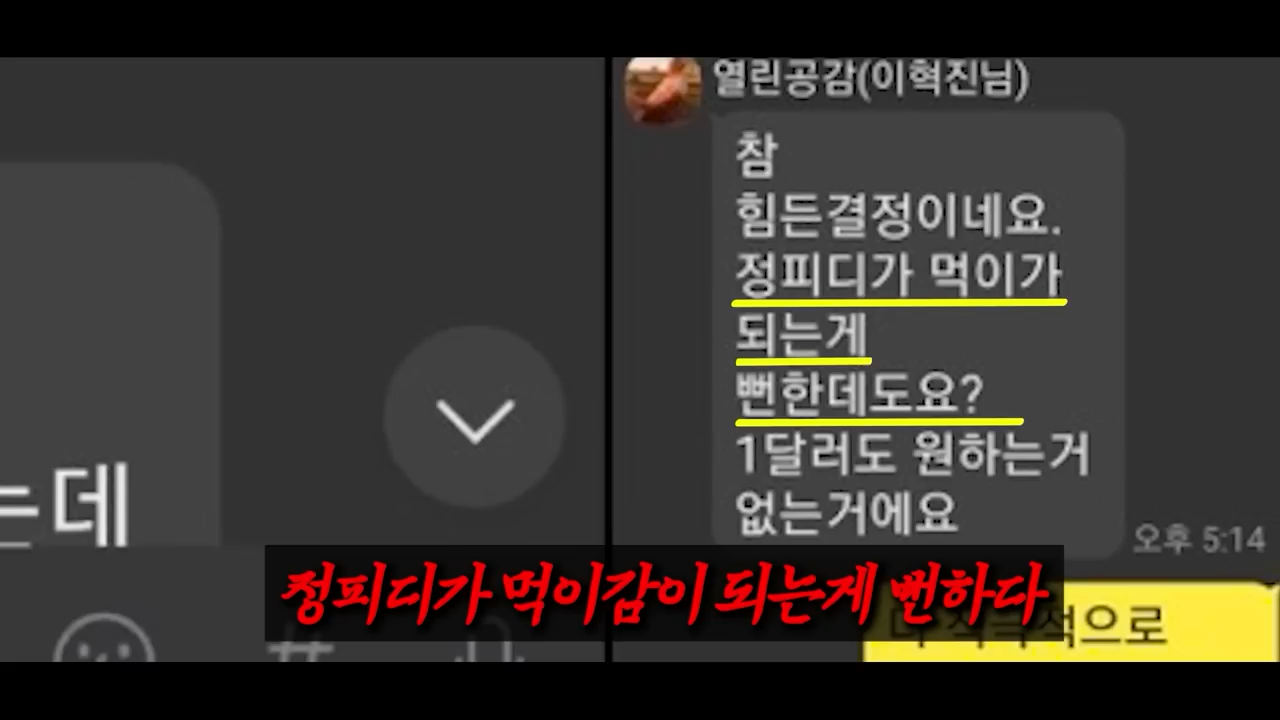 열린공감(이혁진님)
참
힘든결정이네요.
정피디가 먹이가
되는게
뻔한데도요?
1달러도 원하는거
없는거에요
오후 5:14
는데
정피디가 먹이감이 되는게 뻔하다
#